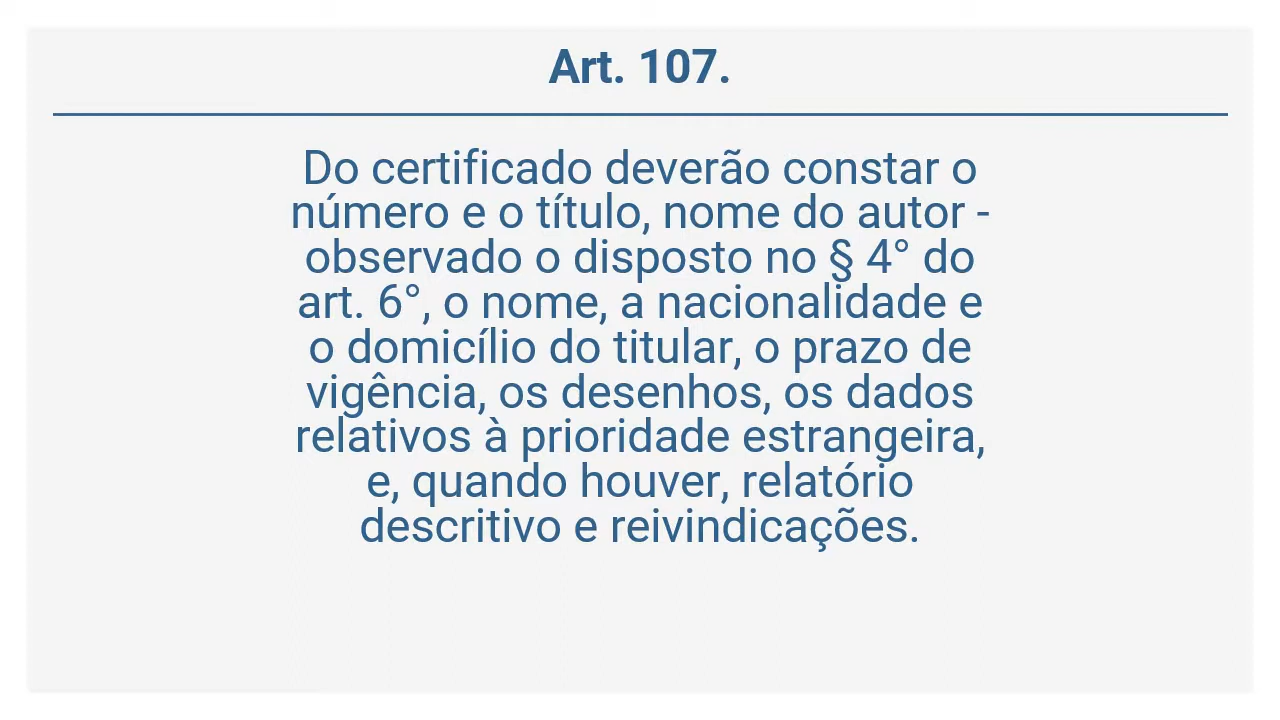 Art. 107.
Do certificado deverão constar o
número e o título, nome do autor -
observado o disposto no § 4° do
art. 6°, o nome, a nacionalidade e
o domicílio do titular, o prazo de
vigência, os desenhos, os dados
relativos à prioridade estrangeira,
e, quando houver, relatório
descritivo e reivindicações.